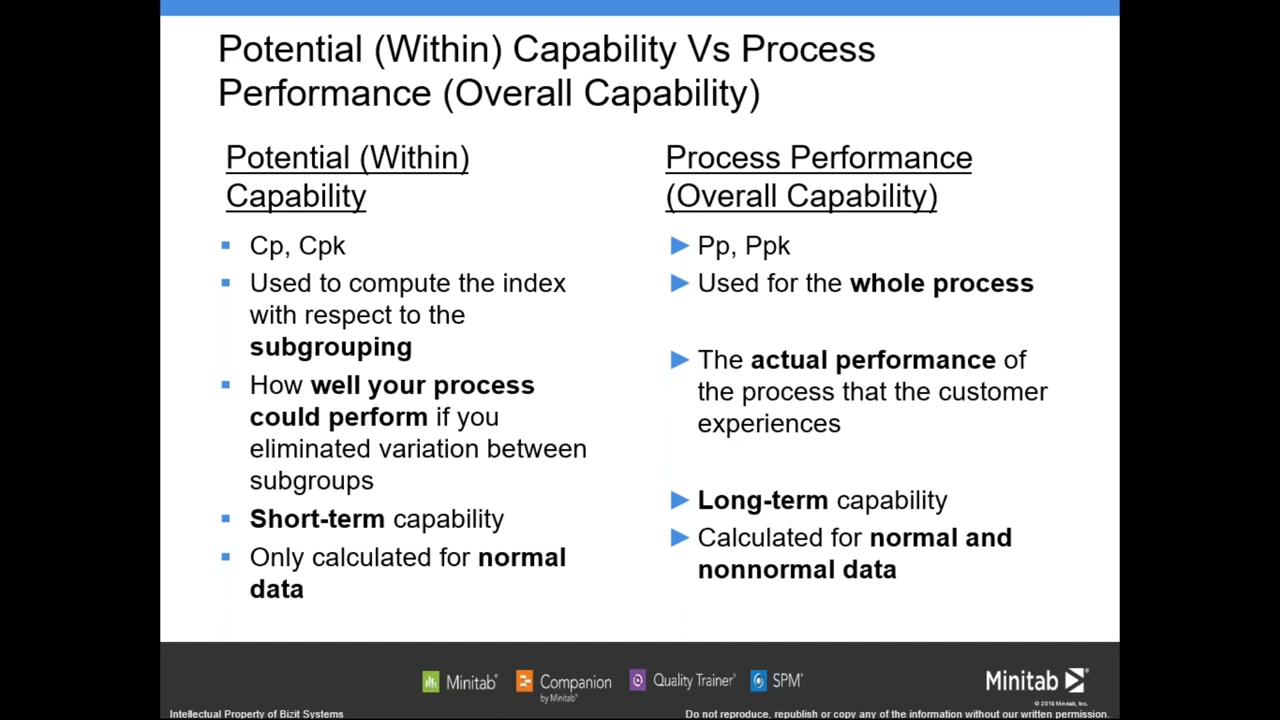 Potential (Within) Capability Vs Process
Performance (Overall Capability)
Potential (Within)
Capability
Cp, Cpk
Used to compute the index
with respect to the
subgrouping
How well your process
could perform if you
eliminated variation between
subgroups
Short-term capability
Only calculated for normal
data
Process Performance
(Overall Capability)
Pp, Ppk
Used for the whole process
The actual performance of
the process that the customer
experiences
Long-term capability
Calculated for normal and
nonnormal data
Minitab®
Companion
by Minitab®
Quality Trainer®
SPM®
Minitab®
© 2019 Minitab, Inc.
Intellectual Property of Bizit Systems
Do not reproduce, republish or copy any of the information without our written permission.